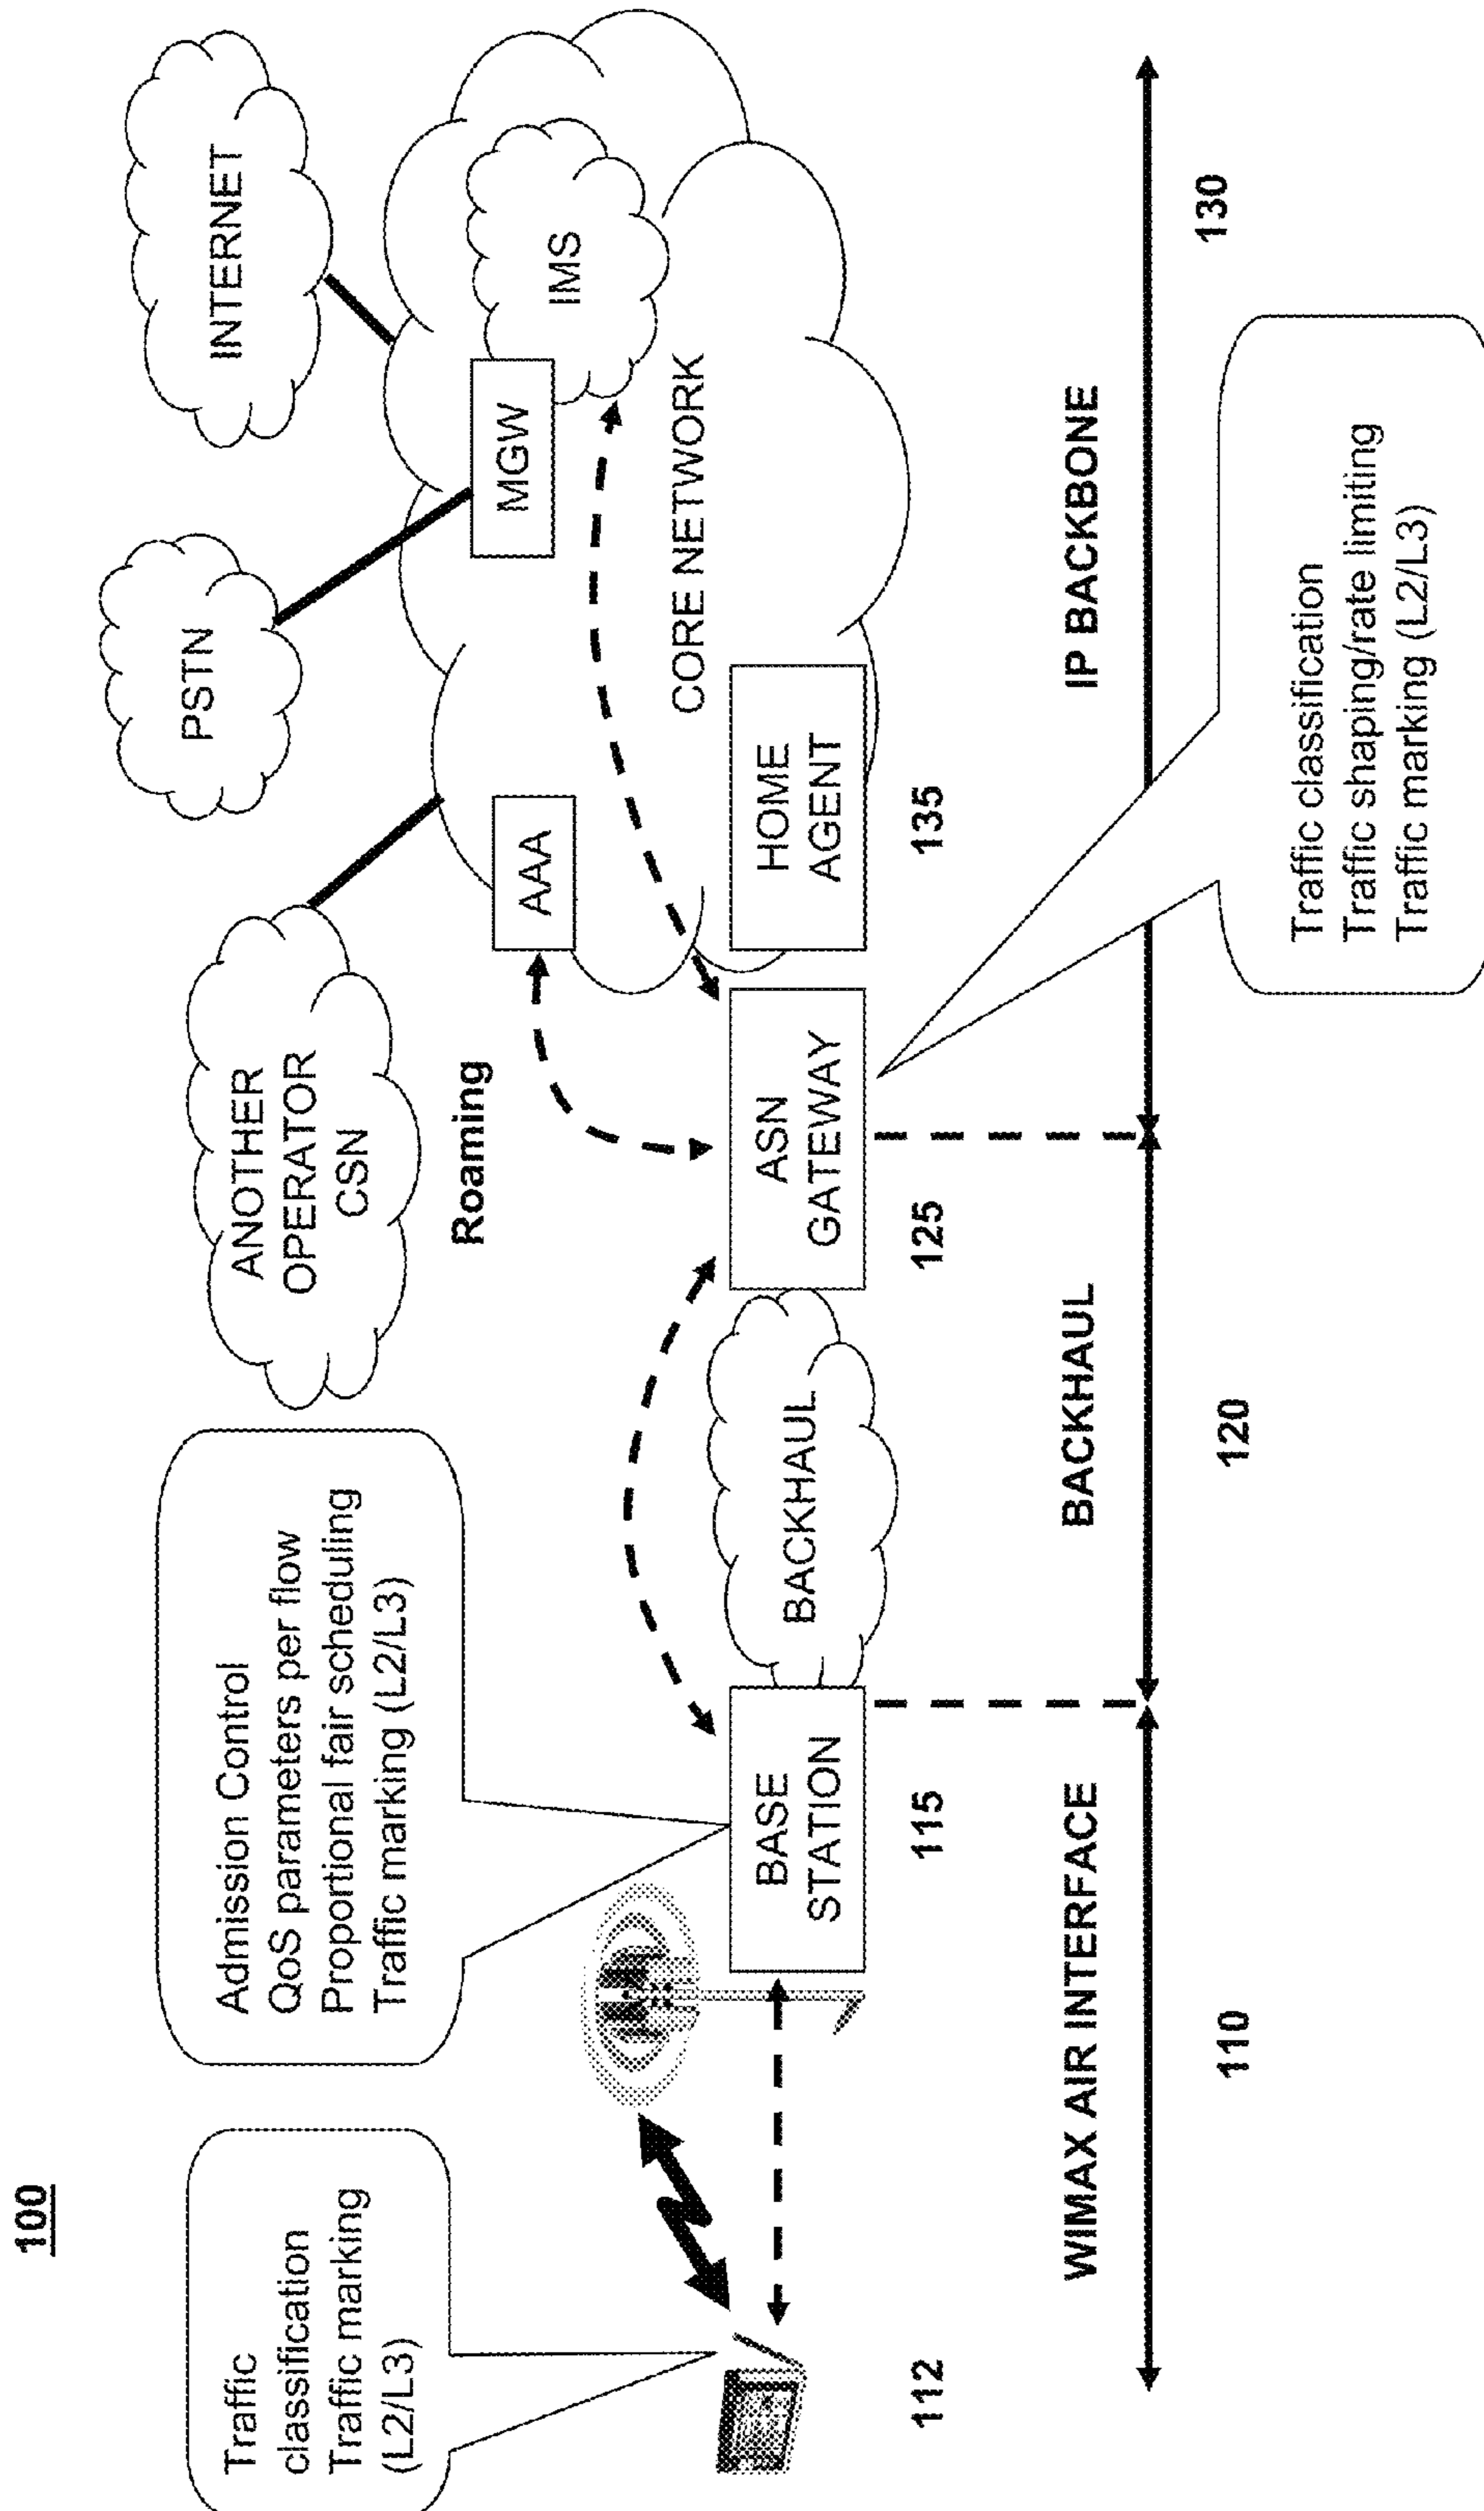 100
Traffic
classification
Traffic marking
(L2/L3)
Admission Control
QoS parameters per flow
Proportional fair scheduling
Traffic marking (L2/L3)
ANOTHER
OPERATOR
CSN
Roaming
PSTN
INTERNET
AAA
MGW
IMS
CORE NETWORK
BASE
STATION
BACKHAUL
ASN
GATEWAY
HOME
AGENT
112
115
125
135
WIMAX AIR INTERFACE
BACKHAUL
IP BACKBONE
110
120
130
Traffic classification
Traffic shaping/rate limiting
Traffic marking (L2/L3)